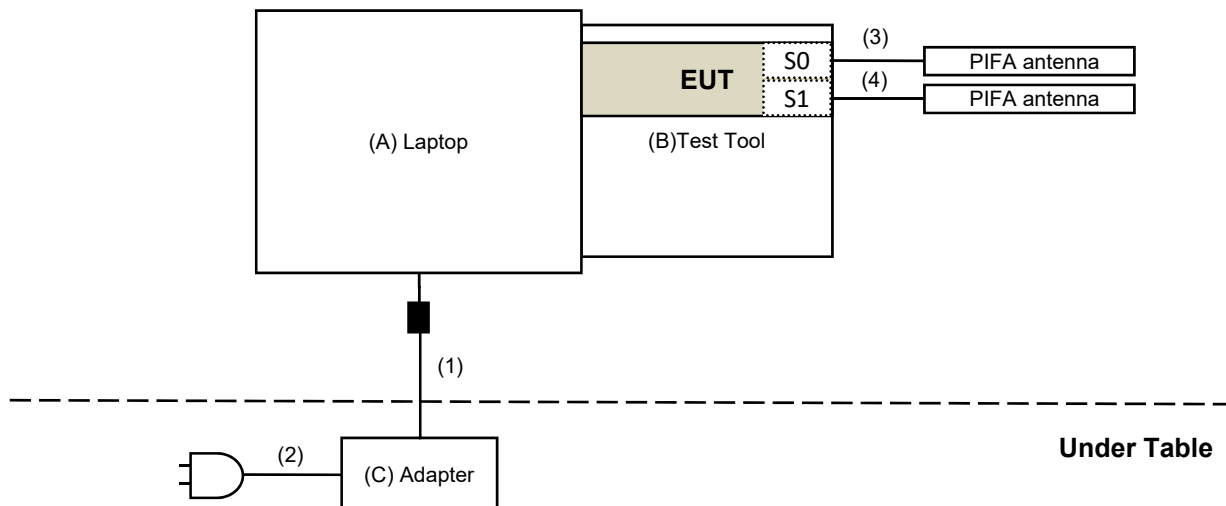 (3)
S0
PIFA antenna
EUT
(4)
S1
PIFA antenna
(A) Laptop
(B)Test Tool
(1)
Under Table
(2)
(C) Adapter